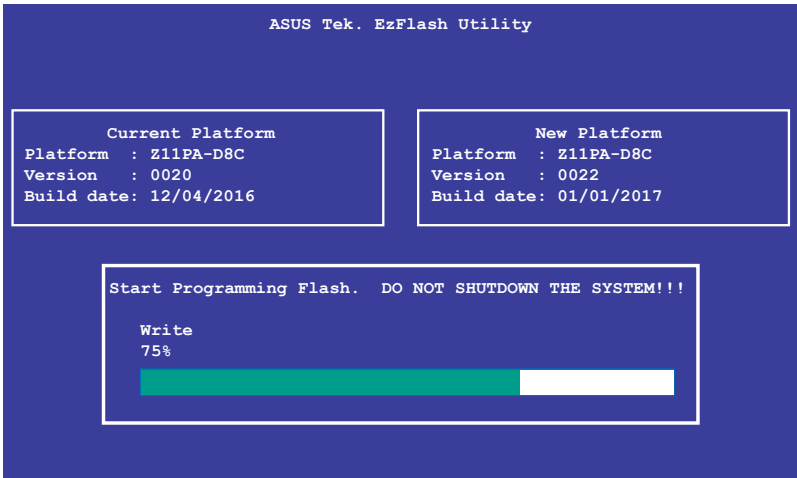 ASUS Tek. EzFlash Utility
Current Platform
Platform : Z11PA-D8C
Version : 0020
Build date: 12/04/2016
New Platform
Platform : Z11PA-D8C
Version : 0022
Build date: 01/01/2017
Start Programming Flash. DO NOT SHUTDOWN THE SYSTEM!!!
Write
75%